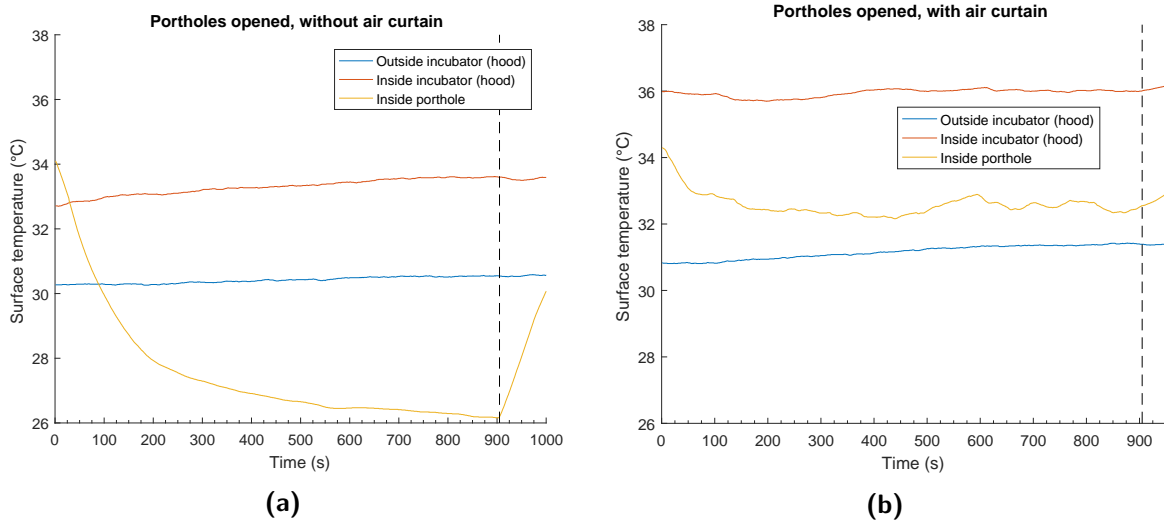 Portholes opened, without air curtain
38
36
34
32
30
28
26
Surface temperature (°C)
Outside incubator (hood)
Inside incubator (hood)
Inside porthole
0 100 200 300 400 500 600 700 800 900 1000
Time (s)
(a)
Portholes opened, with air curtain
38
36
34
32
30
28
26
Surface temperature (°C)
Outside incubator (hood)
Inside incubator (hood)
Inside porthole
0 100 200 300 400 500 600 700 800 900
Time (s)
(b)